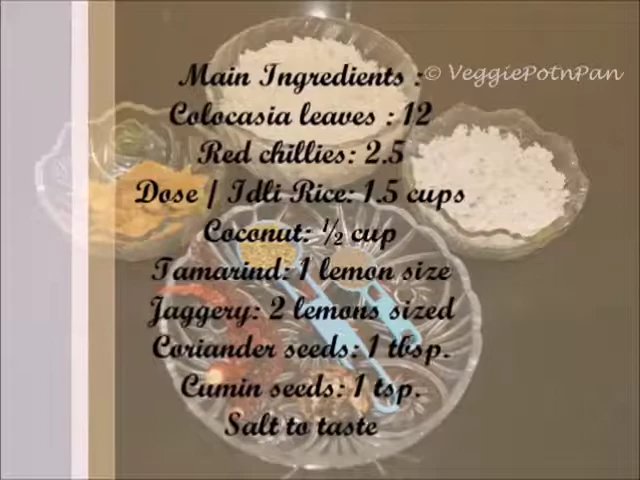 Main Ingredients :
© VeggiePotnPan
Colocasia leaves : 12
Red chillies: 2.5
Dose / Idli Rice: 1.5 cups
Coconut: ½ cup
Tamarind: 1 lemon size
Jaggery: 2 lemons sized
Coriander seeds: 1 tbsp.
Cumin seeds: 1 tsp.
Salt to taste